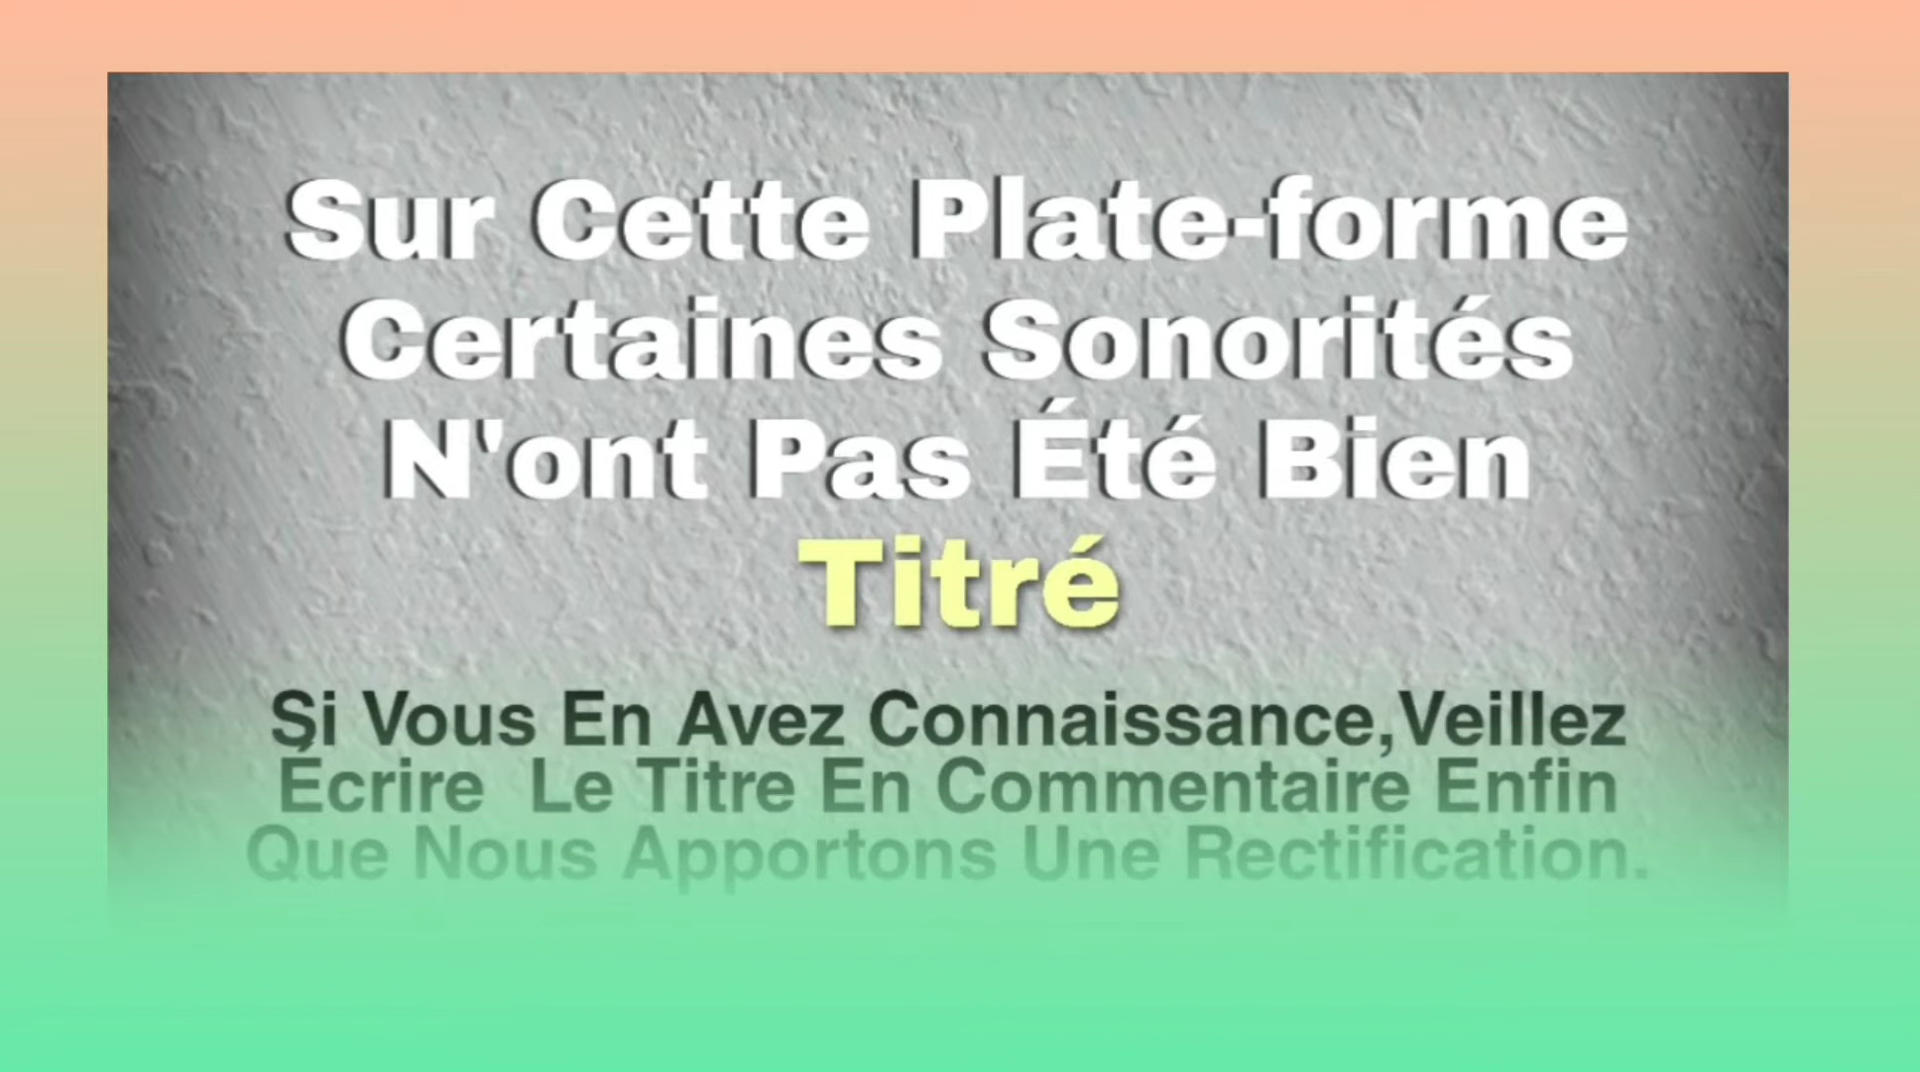 Sur Cette Plate-forme
Certaines Sonorités
N'ont Pas Été Bien
Titré
Si Vous En Avez Connaissance,Veillez
Écrire  Le Titre En Commentaire Enfin
Que Nous Apportons Une Rectification.